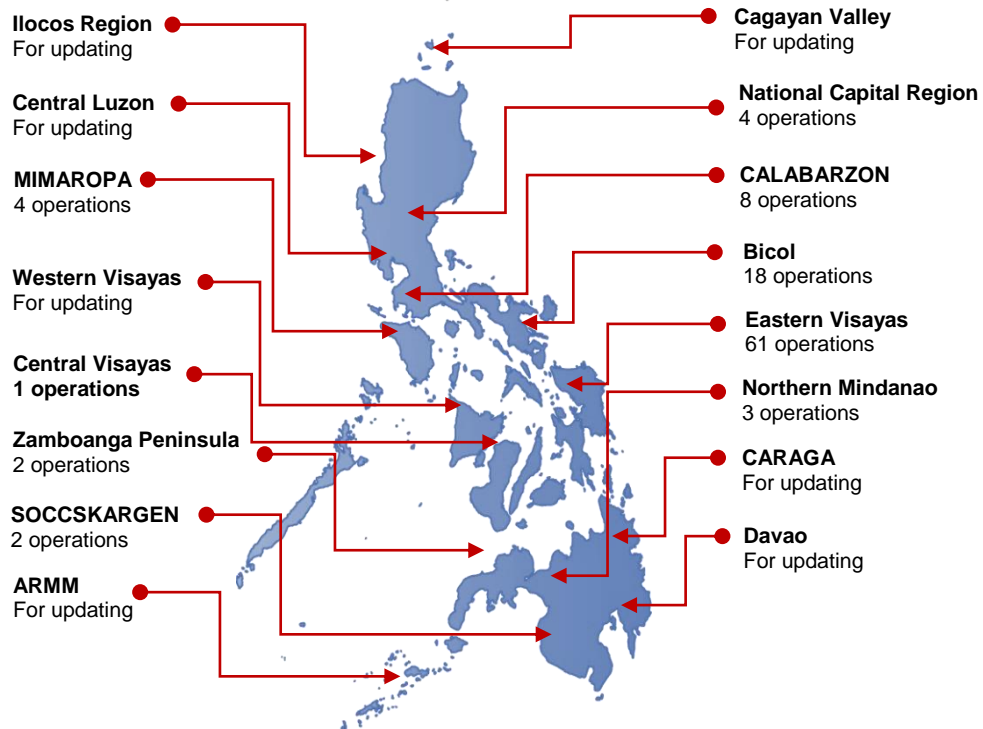 Ilocos Region
For updating
Central Luzon
For updating
MIMAROPA
4 operations
Western Visayas
For updating
Central Visayas
1 operations
Zamboanga Peninsula
2 operations
SOCCSKARGEN
2 operations
ARMM
For updating
Cagayan Valley
For updating
National Capital Region
4 operations
CALABARZON
8 operations
Bicol
18 operations
Eastern Visayas
61 operations
Northern Mindanao
3 operations
CARAGA
For updating
Davao
For updating